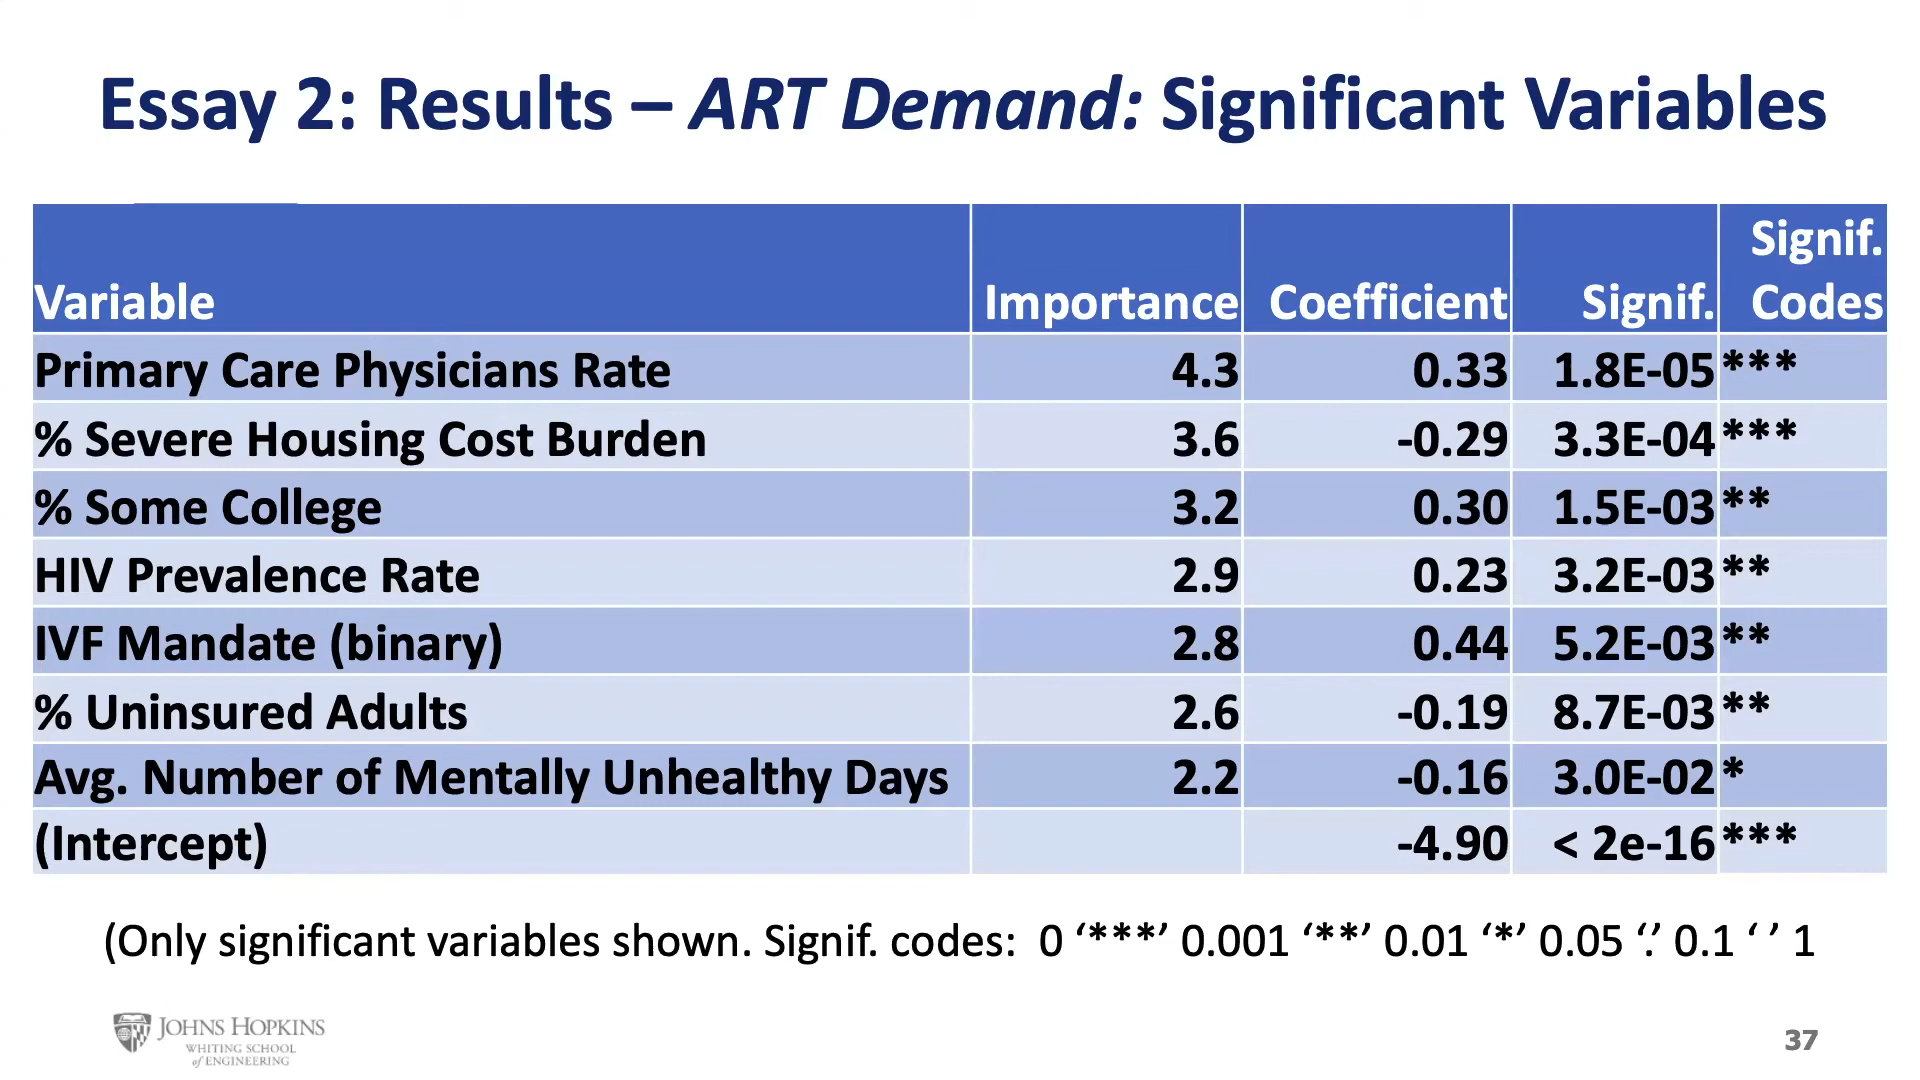 Essay 2: Results – ART Demand: Significant Variables
Variable Importance Coefficient Signif. Signif. Codes
Primary Care Physicians Rate 4.3 0.33 1.8E-05 ***
% Severe Housing Cost Burden 3.6 -0.29 3.3E-04 ***
% Some College 3.2 0.30 1.5E-03 **
HIV Prevalence Rate 2.9 0.23 3.2E-03 **
IVF Mandate (binary) 2.8 0.44 5.2E-03 **
% Uninsured Adults 2.6 -0.19 8.7E-03 **
Avg. Number of Mentally Unhealthy Days 2.2 -0.16 3.0E-02 *
(Intercept) -4.90 < 2e-16 ***
(Only significant variables shown. Signif. codes: 0 ‘***’ 0.001 ‘**’ 0.01 ‘*’ 0.05 ‘.’ 0.1 ‘ ’ 1
JOHNS HOPKINS
WHITING SCHOOL
of ENGINEERING
37